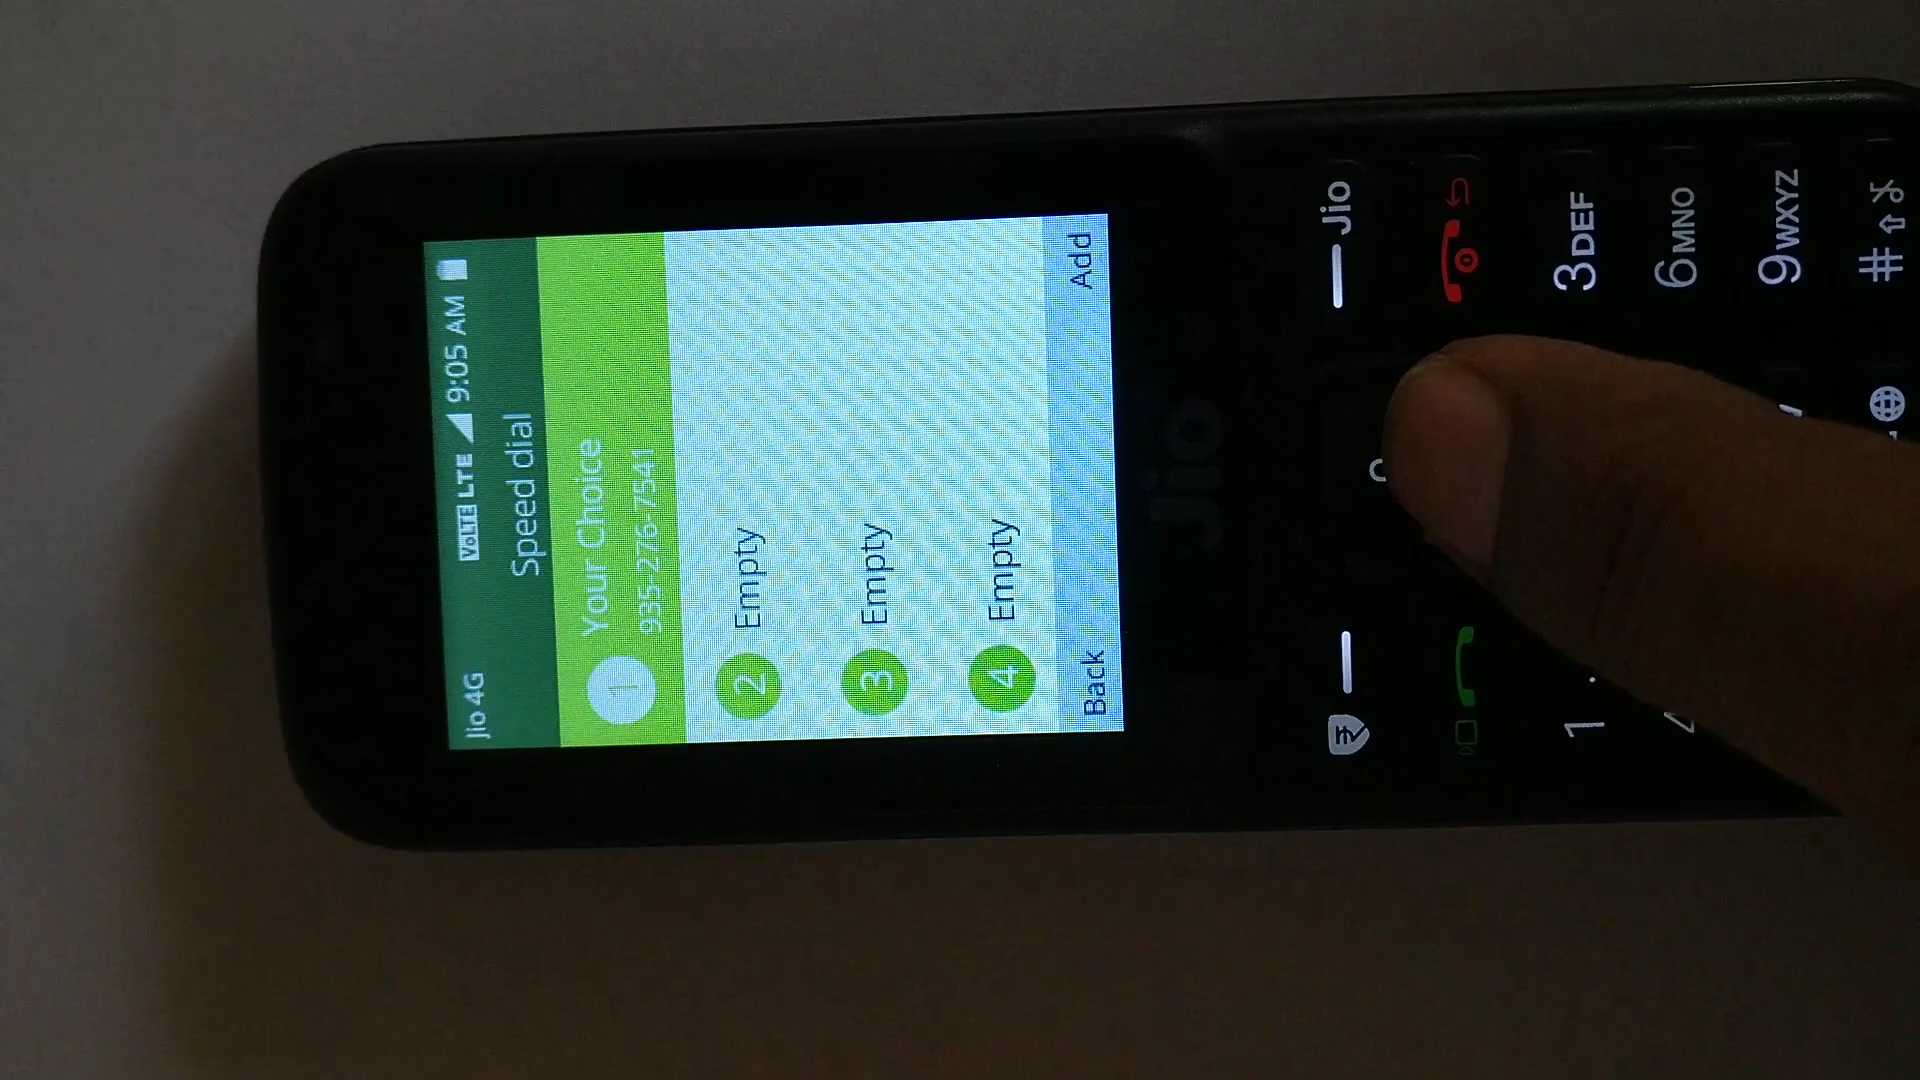 Jio 4G VoLTE LTE 9:05 AM
Speed dial
1 Your Choice
935-276-7541
2 Empty
3 Empty
4 Empty
Back Add
Jio
Jio
1
3DEF
6MNO
9WXYZ
#